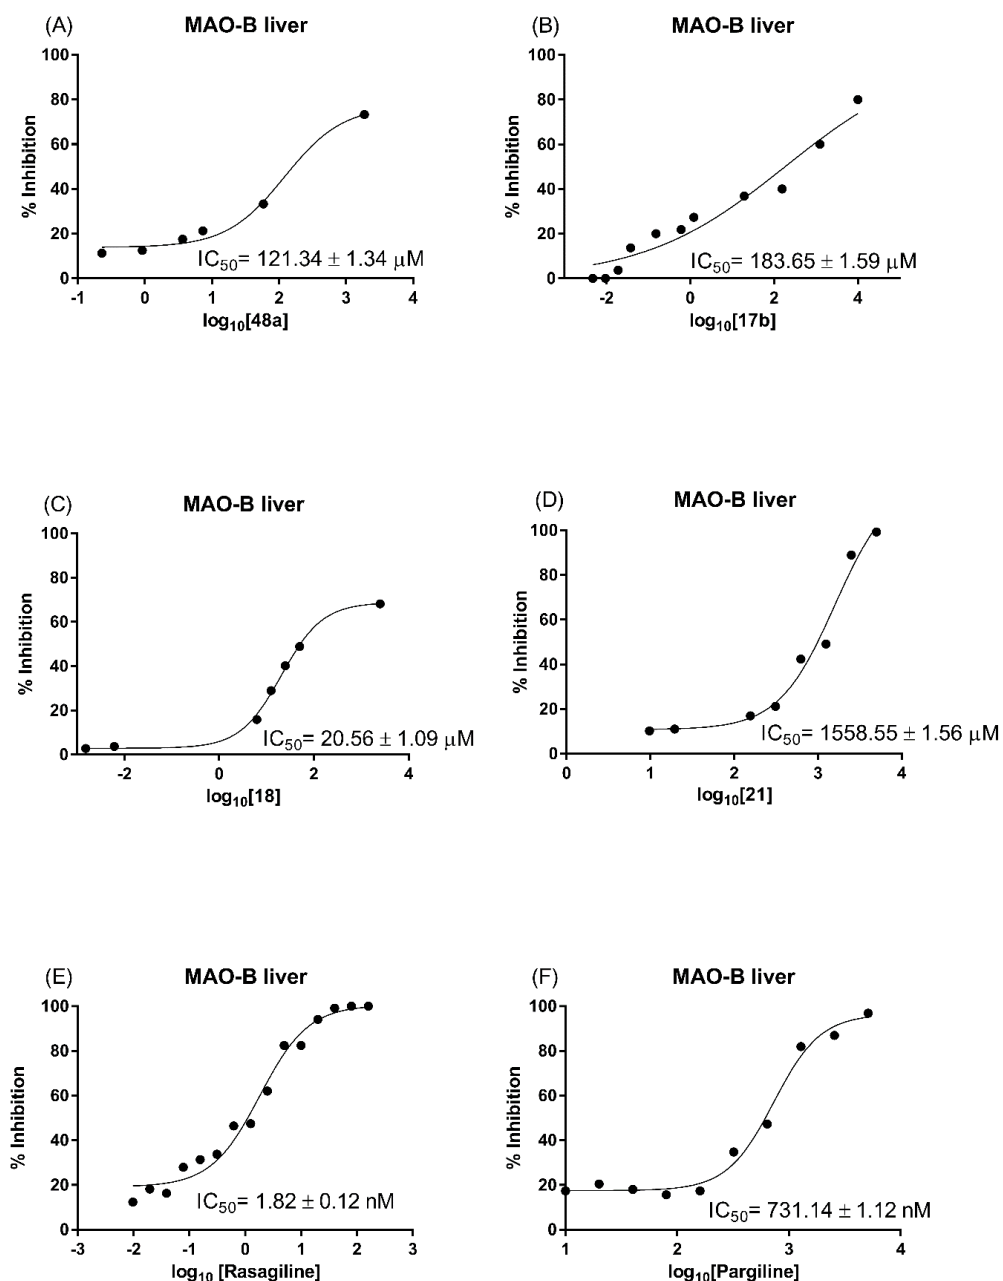 (A)
MAO-B liver
% Inhibition
100
80
60
40
20
0
-1
0
1
2
3
4
IC50= 121.34 ± 1.34 μM
log10[48a]
(B)
MAO-B liver
% Inhibition
100
80
60
40
20
0
-2
0
2
4
IC50= 183.65 ± 1.59 μM
log10[17b]
(C)
MAO-B liver
% Inhibition
100
80
60
40
20
0
-2
0
2
4
IC50= 20.56 ± 1.09 μM
log10[18]
(D)
MAO-B liver
% Inhibition
100
80
60
40
20
0
0
1
2
3
4
IC50= 1558.55 ± 1.56 μM
log10[21]
(E)
MAO-B liver
% Inhibition
100
80
60
40
20
0
-3
-2
-1
0
1
2
3
IC50= 1.82 ± 0.12 nM
log10 [Rasagiline]
(F)
MAO-B liver
% Inhibition
100
80
60
40
20
0
1
2
3
4
IC50= 731.14 ± 1.12 nM
log10[Pargiline]